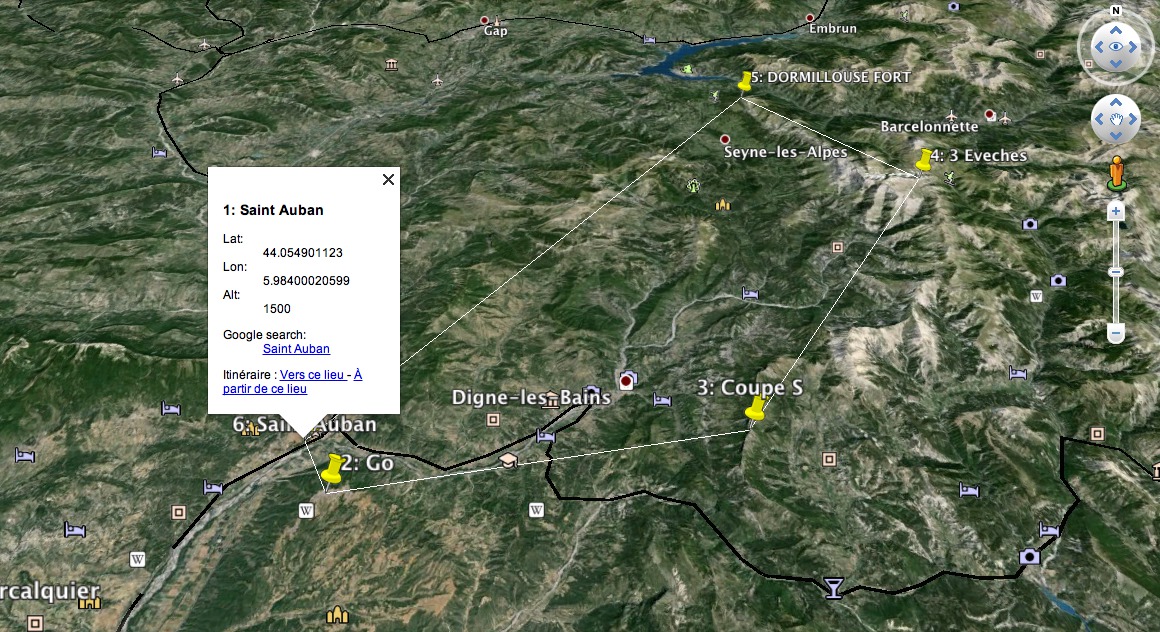 N
Gap
Embrun
5: DORMILLOUSE FORT
Barcelonnette
Seyne-les-Alpes
4: 3 Eveches
1: Saint Auban
Lat:
44.054901123
Lon:
5.98400020599
Alt:
1500
Google search:
Saint Auban
Itinéraire : Vers ce lieu - À
partir de ce lieu
W
3: Coupe S
Digne-les-Bains
6: Saint Auban
2: Go
W
W
W
rcalquier